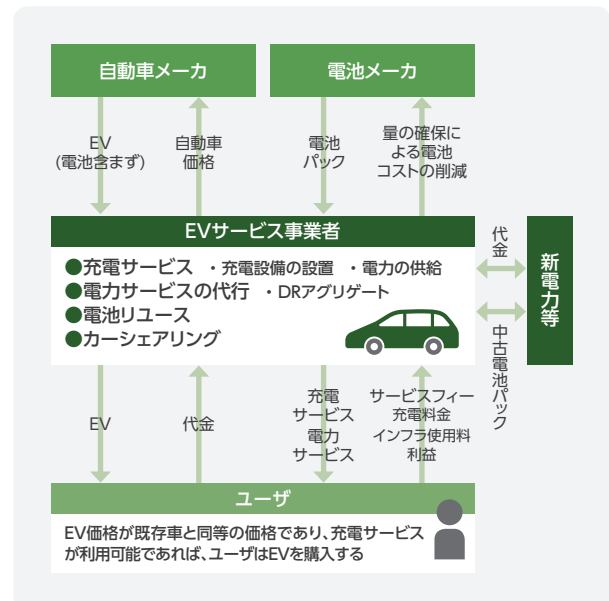 自動車メーカ
電池メーカ
EV
(電池含まず)
自動車
価格
電池
パック
量の確保に
よる電池
コストの削減
EVサービス事業者
●充電サービス ・充電設備の設置 ・電力の供給
●電力サービスの代行 ・DRアグリゲート
●電池リユース
●カーシェアリング
代金
中古電池パック
新電力等
EV
代金
充電
サービス
電力
サービス
サービスフィー
充電料金
インフラ使用料
利益
ユーザ
EV価格が既存車と同等の価格であり、充電サービス
が利用可能であれば、ユーザはEVを購入する